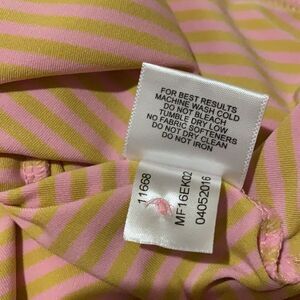 FOR BEST RESULTS
MACHINE WASH COLD
DO NOT BLEACH
TUMBLE DRY LOW
NO FABRIC SOFTENERS
DO NOT DRY CLEAN
DO NOT IRON
11668
MF16EK02
04052016